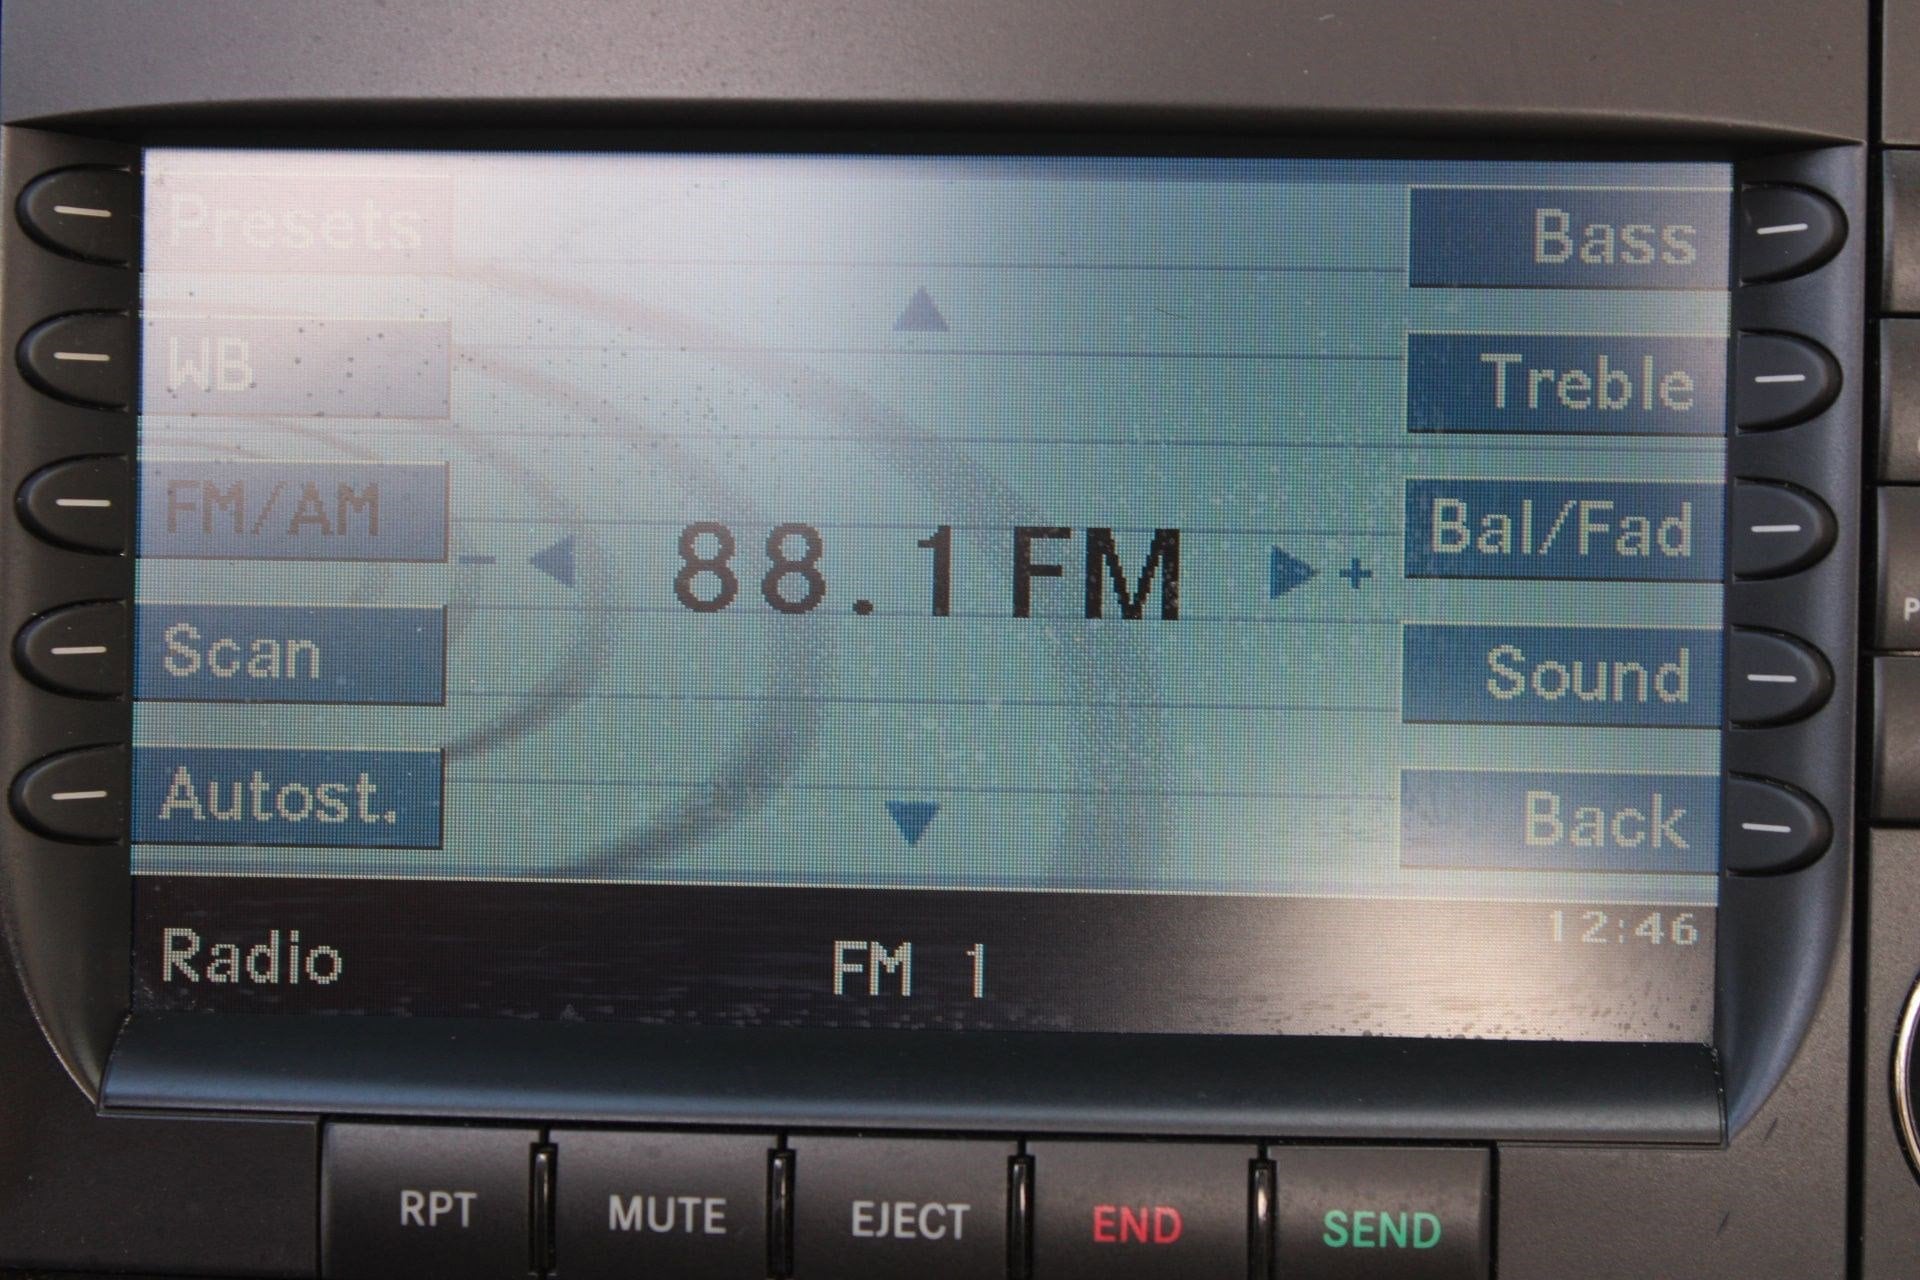 Presets
Bass
WB
Treble
FM/AM
Bal/Fad
- 88.1 FM +
Scan
Sound
Autost.
Back
Radio
FM 1
12:46
RPT
MUTE
EJECT
END
SEND
P